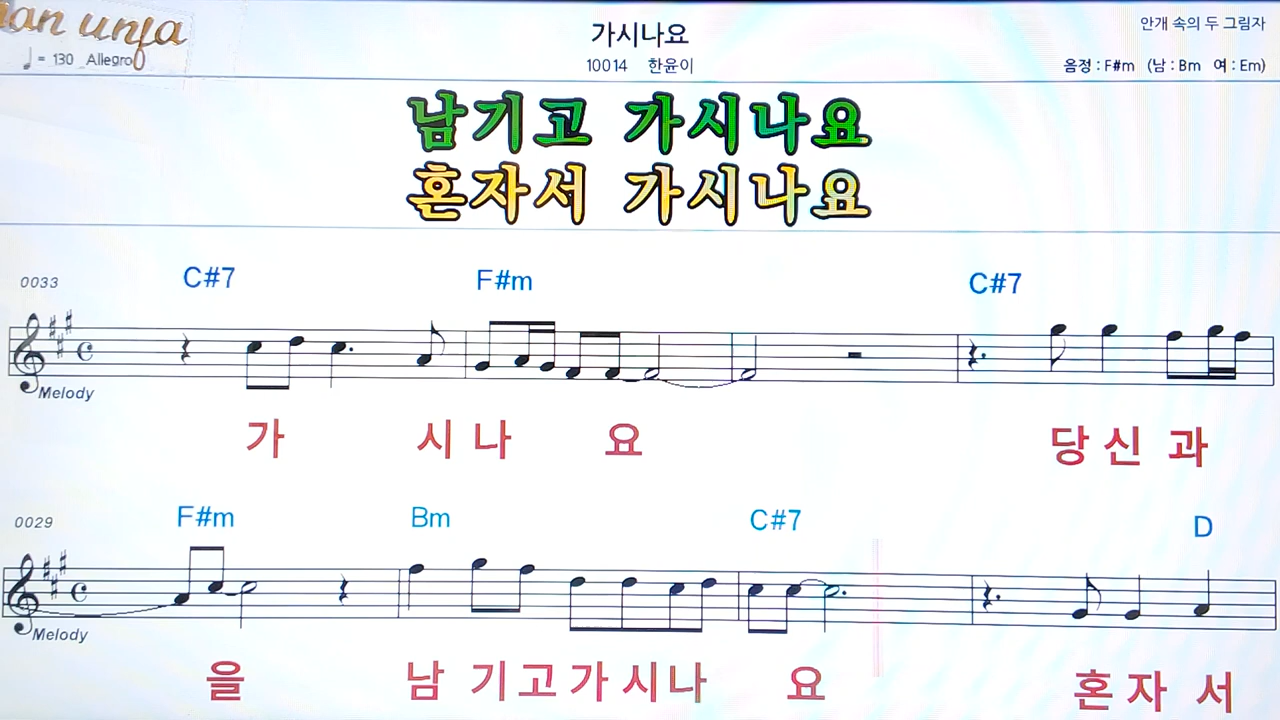 가시나요
안개 속의 두 그림자
♩ = 130 Allegro
10014 한윤이
음정 : F#m (남 : Bm 여 : Em)
남기고 가시나요
혼자서 가시나요
0033 C#7 F#m C#7
Melody
가 시 나 요 당 신 과
0029 F#m Bm C#7 D
Melody
을 남 기 고 가 시 나 요 혼 자 서